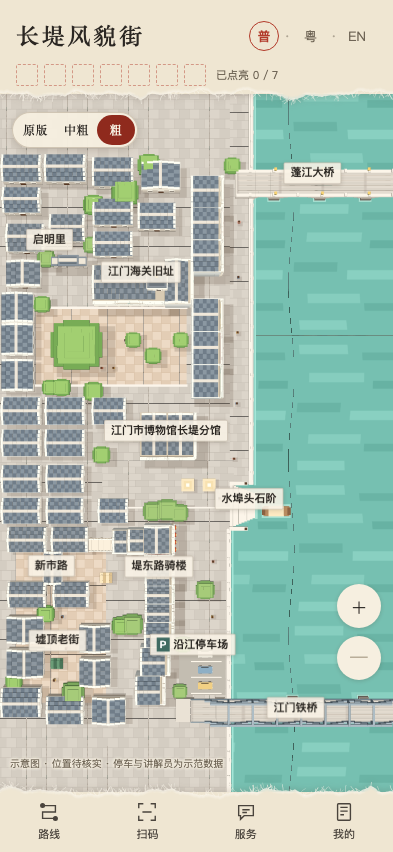 长堤风貌街
普 · 粤 · EN
已点亮 0 / 7
原版 中粗 粗
蓬江大桥
启明里
江门海关旧址
江门市博物馆长堤分馆
水埠头石阶
新市路
堤东路骑楼
墟顶老街
P 沿江停车场
江门铁桥
示意图 · 位置待核实 · 停车与讲解员为示范数据
路线 扫码 服务 我的